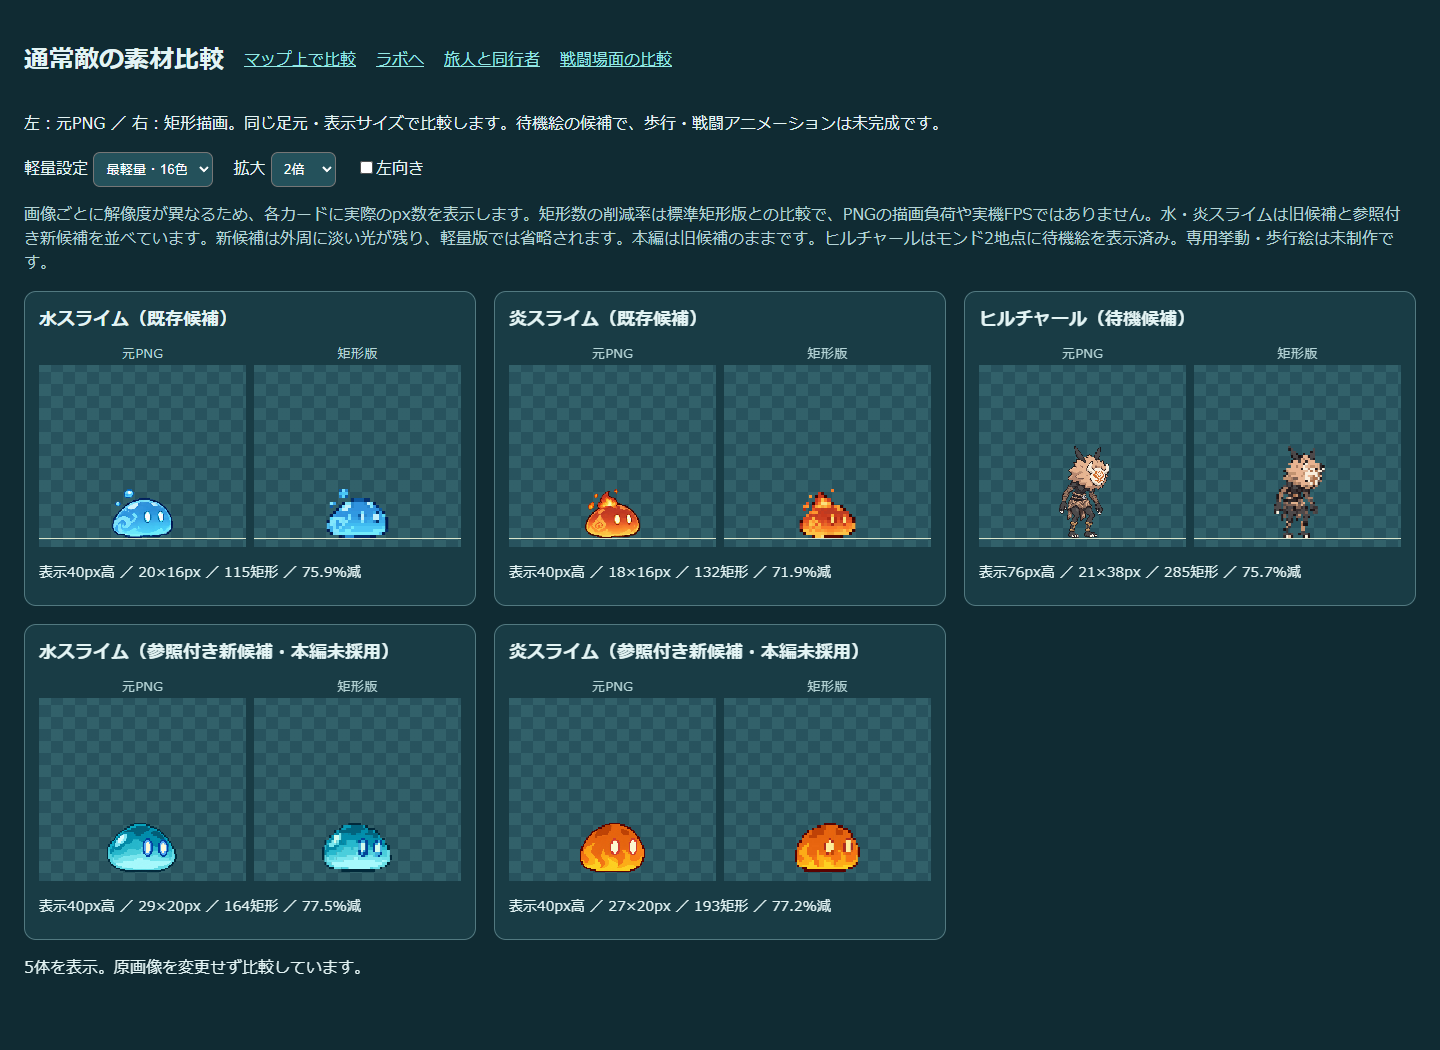 通常敵の素材比較 マップ上で比較 ラボへ 旅人と同行者 戦闘場面の比較
左：元PNG ／ 右：矩形描画。同じ足元・表示サイズで比較します。待機絵の候補で、歩行・戦闘アニメーションは未完成です。
軽量設定 最軽量・16色 拡大 2倍 左向き
画像ごとに解像度が異なるため、各カードに実際のpx数を表示します。矩形数の削減率は標準矩形版との比較で、PNGの描画負荷や実機FPSではありません。水・炎スライムは旧候補と参照付
き新候補を並べています。新候補は外周に淡い光が残り、軽量版では省略されます。本編は旧候補のままです。ヒルチャールはモンド2地点に待機絵を表示済み。専用挙動・歩行絵は未制作で
す。
水スライム（既存候補）
元PNG 矩形版
表示40px高 ／ 20×16px ／ 115矩形 ／ 75.9%減
炎スライム（既存候補）
元PNG 矩形版
表示40px高 ／ 18×16px ／ 132矩形 ／ 71.9%減
ヒルチャール（待機候補）
元PNG 矩形版
表示76px高 ／ 21×38px ／ 285矩形 ／ 75.7%減
水スライム（参照付き新候補・本編未採用）
元PNG 矩形版
表示40px高 ／ 29×20px ／ 164矩形 ／ 77.5%減
炎スライム（参照付き新候補・本編未採用）
元PNG 矩形版
表示40px高 ／ 27×20px ／ 193矩形 ／ 77.2%減
5体を表示。原画像を変更せず比較しています。